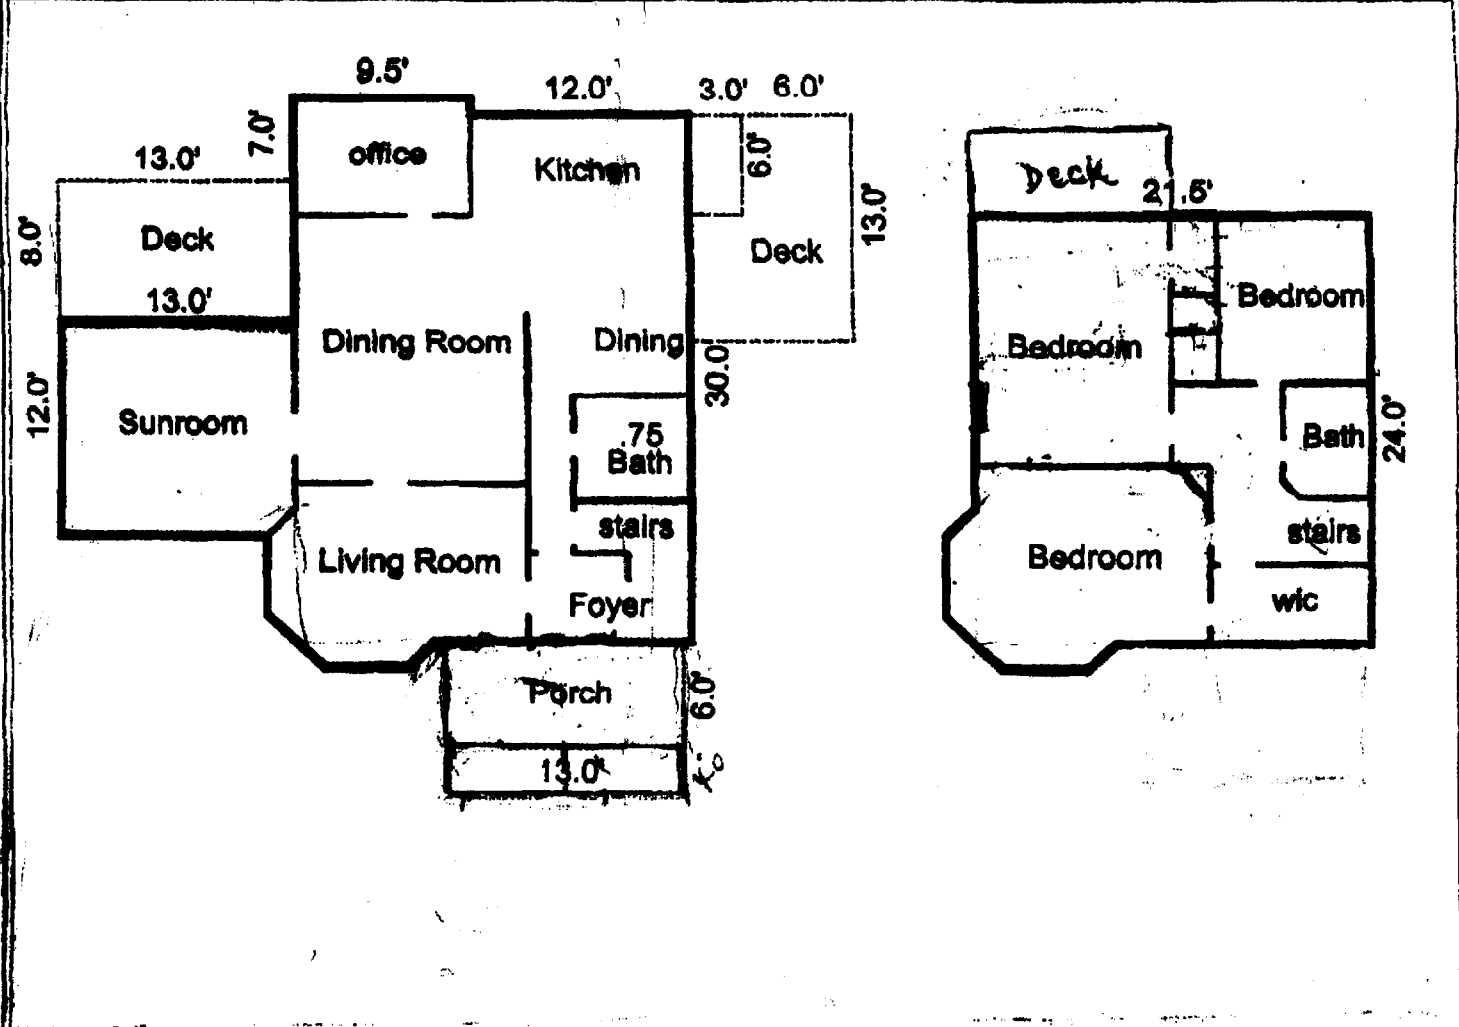 9.5'
12.0'
3.0'
6.0'
7.0'
office
Kitchen
6.0'
13.0'
8.0'
Deck
13.0'
Deck
13.0'
Dining Room
Dining
30.0
12.0'
Sunroom
.75
Bath
stairs
Living Room
Foyer
Porch
6.0'
13.0'
Deck
21.5'
Bedroom
Bedroom
Bath
24.0'
stairs
Bedroom
wic